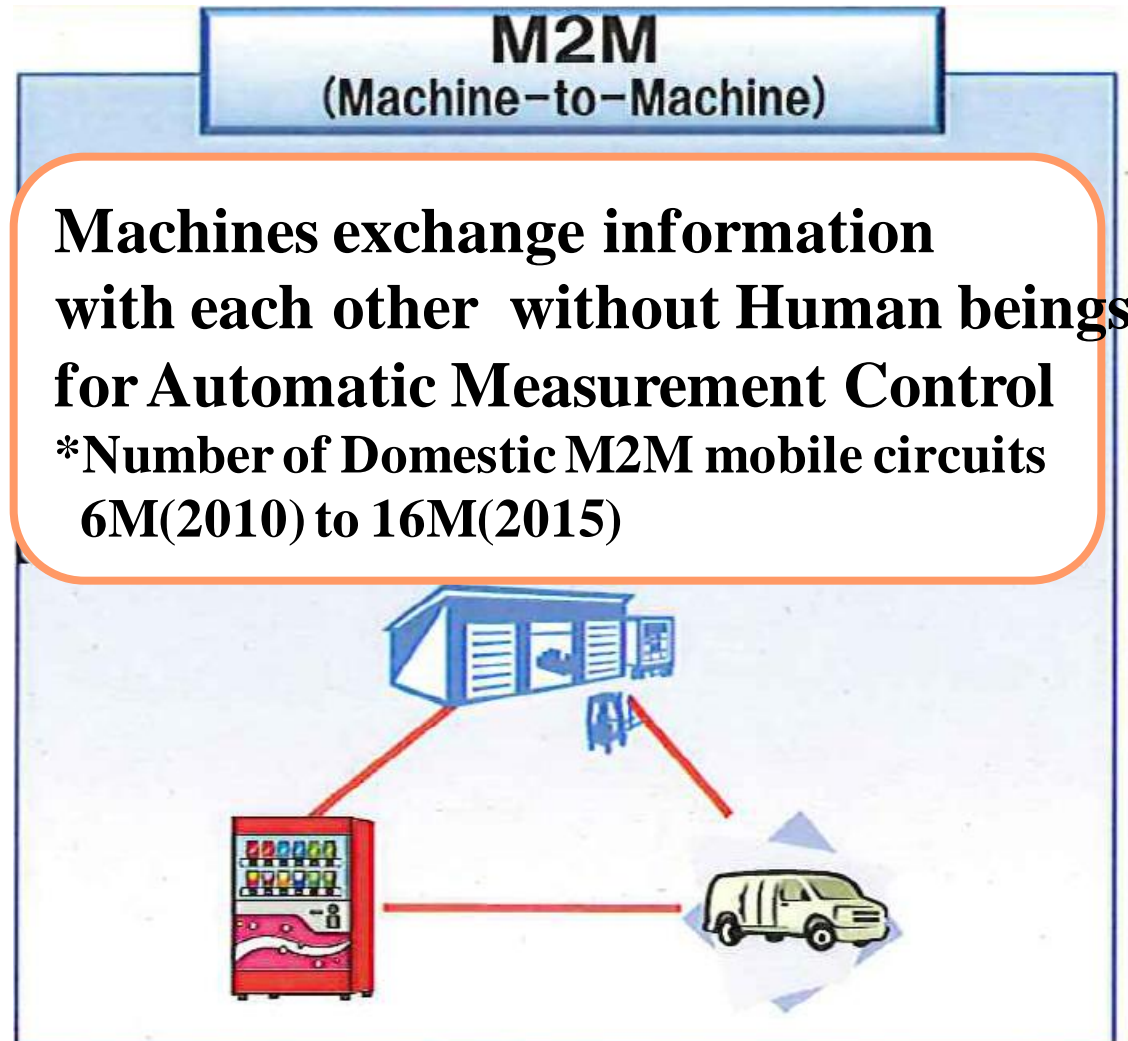 M2M
(Machine-to-Machine)
Machines exchange information
with each other without Human beings
for Automatic Measurement Control
*Number of Domestic M2M mobile circuits
6M(2010) to 16M(2015)